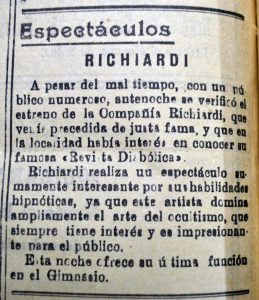 Espectáculos
RICHIARDI
A pesar del mal tiempo, con un pú-
blico numeroso, antenoche se verificó el
estreno de la Compañía Richiardi, que
venía precedida de justa fama, y que en
la localidad había interés en conocer su
famosa «Revista Diabólica».
Richiardi realiza un espectáculo su-
mamente interesante por sus habilidades
hipnóticas, ya que este artista domina
ampliamente el arte del ocultismo, que
siempre tiene interés y es impresionan-
te para el público.
Esta noche ofrece su última función
en el Gimnasio.